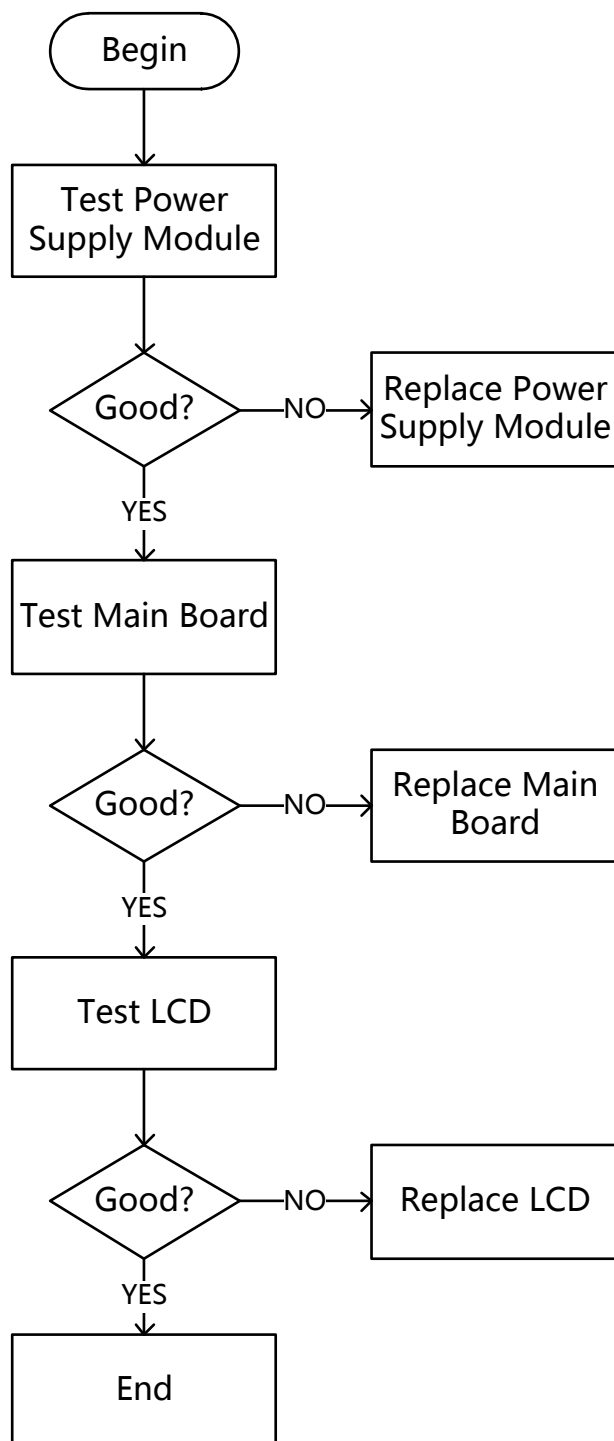 Begin
Test Power
Supply Module
Good?
NO
Replace Power
Supply Module
YES
Test Main Board
Good?
NO
Replace Main
Board
YES
Test LCD
Good?
NO
Replace LCD
YES
End